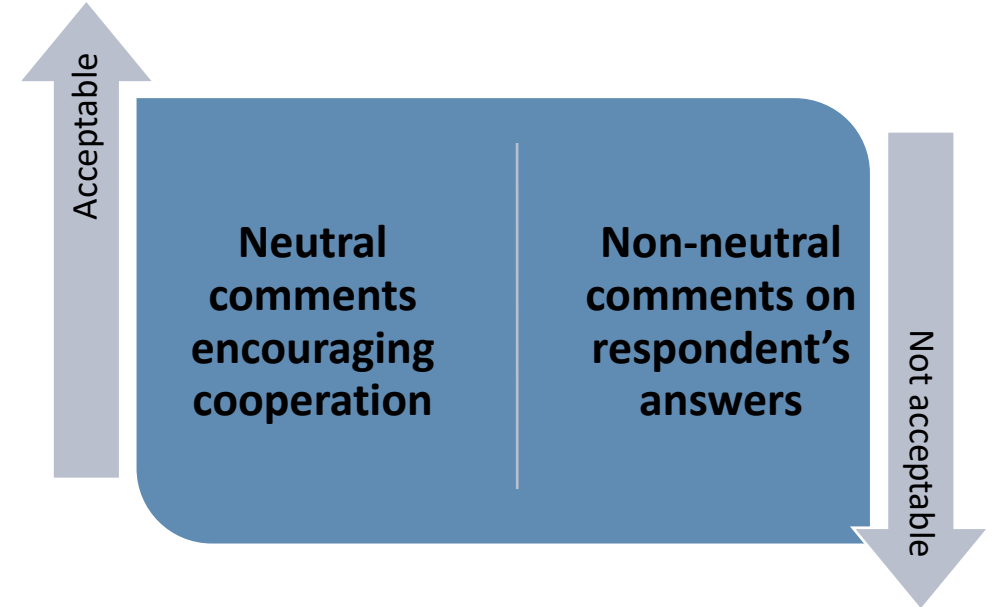 Acceptable
Neutral
comments
encouraging
cooperation
Non-neutral
comments on
respondent’s
answers
Not acceptable